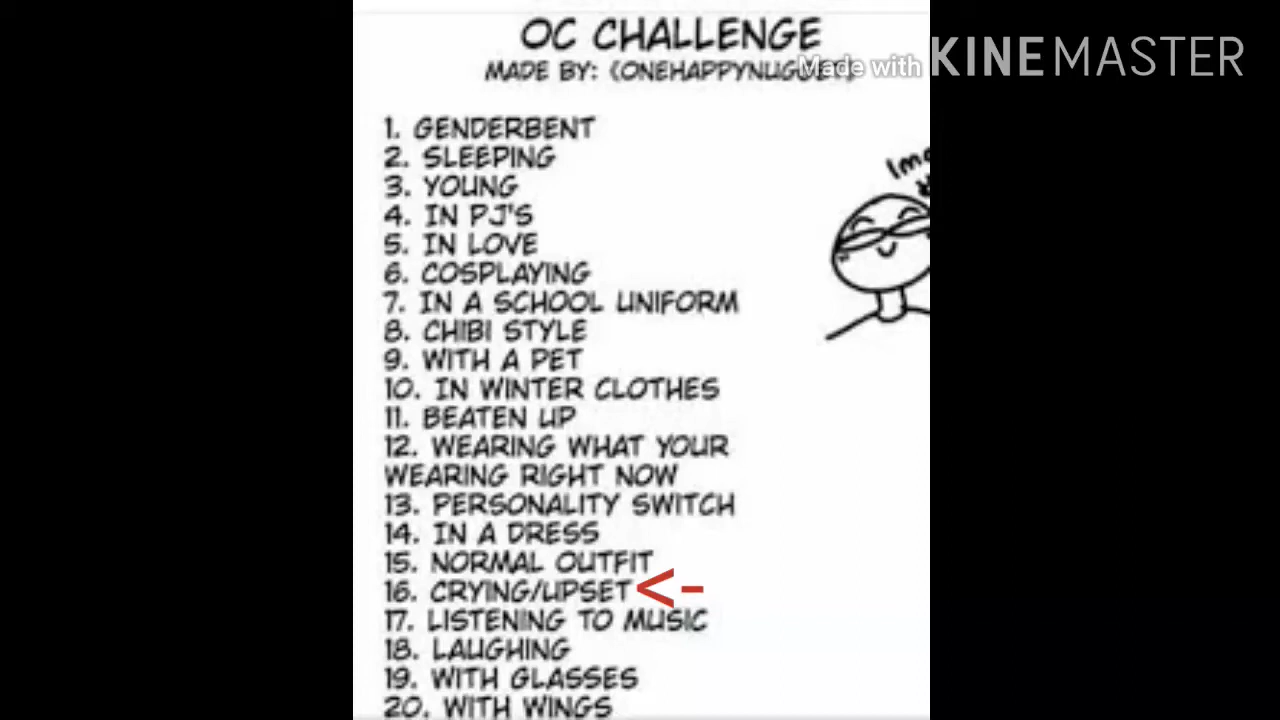 OC CHALLENGE
MADE BY: (ONEHAPPYNUGGET)
Made with KINEMASTER
1. GENDERBENT
2. SLEEPING
3. YOUNG
4. IN PJ'S
5. IN LOVE
6. COSPLAYING
7. IN A SCHOOL UNIFORM
8. CHIBI STYLE
9. WITH A PET
10. IN WINTER CLOTHES
11. BEATEN UP
12. WEARING WHAT YOUR
WEARING RIGHT NOW
13. PERSONALITY SWITCH
14. IN A DRESS
15. NORMAL OUTFIT
16. CRYING/UPSET <-
17. LISTENING TO MUSIC
18. LAUGHING
19. WITH GLASSES
20. WITH WINGS